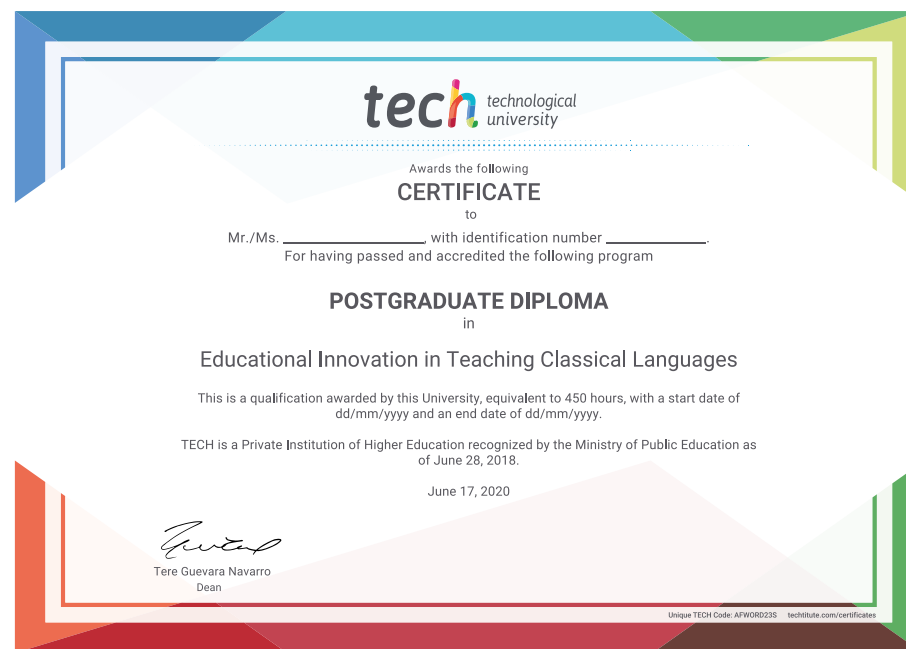 tech technological
university
Awards the following
CERTIFICATE
to
Mr./Ms. ____________, with identification number ____________.
For having passed and accredited the following program
POSTGRADUATE DIPLOMA
in
Educational Innovation in Teaching Classical Languages
This is a qualification awarded by this University, equivalent to 450 hours, with a start date of
dd/mm/yyyy and an end date of dd/mm/yyyy.
TECH is a Private Institution of Higher Education recognized by the Ministry of Public Education as
of June 28, 2018.
June 17, 2020
Tere Guevara Navarro
Dean
Unique TECH Code: AFWORD23S techtitute.com/certificates